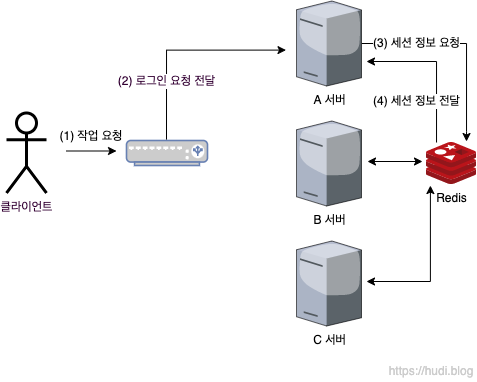 (3) 세션 정보 요청
(2) 로그인 요청 전달
A 서버
(4) 세션 정보 전달
(1) 작업 요청
클라이언트
Redis
B 서버
C 서버
https://hudi.blog